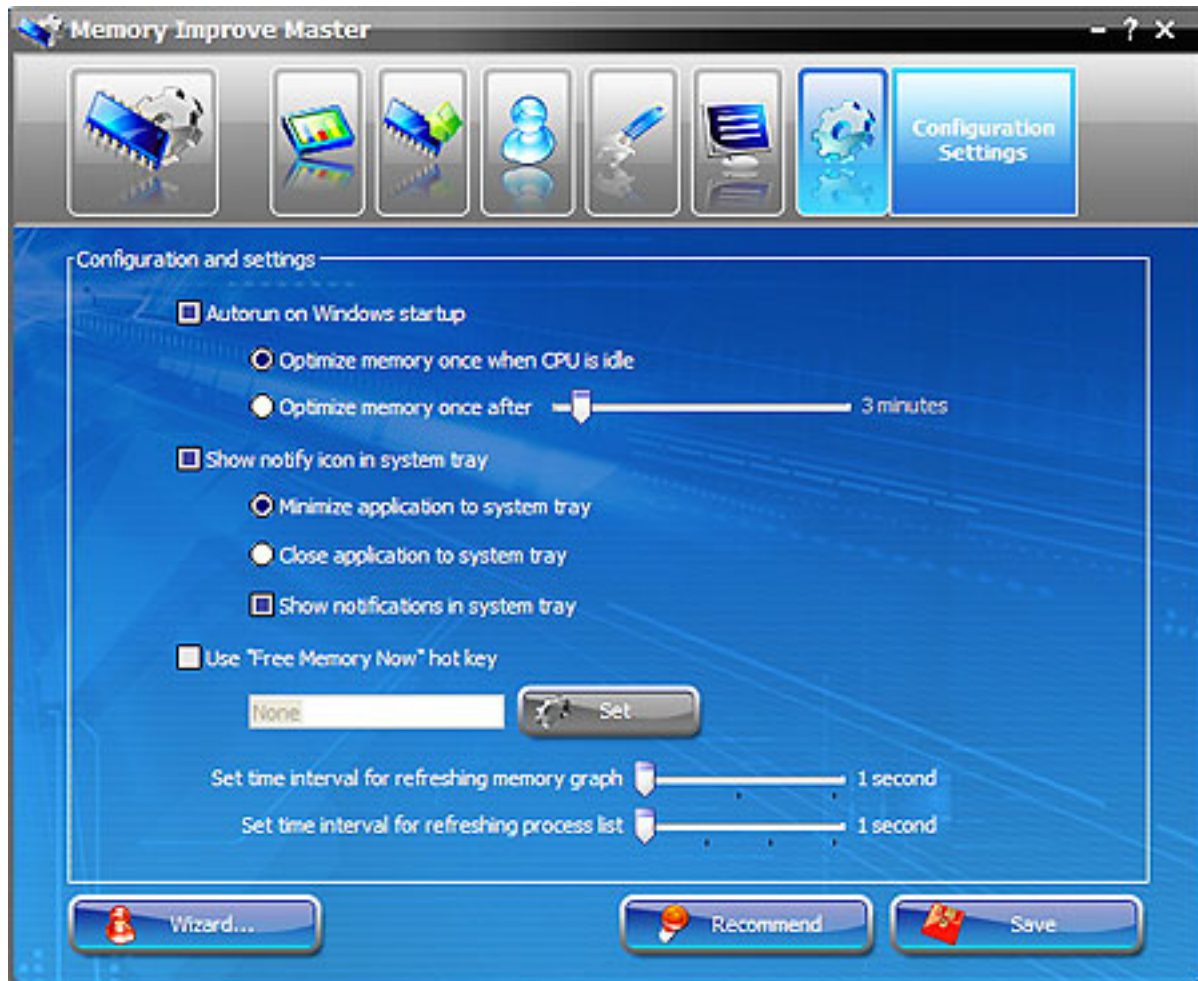 Memory Improve Master
Configuration
Settings
Configuration and settings
Autorun on Windows startup
Optimize memory once when CPU is idle
Optimize memory once after 3 minutes
Show notify icon in system tray
Minimize application to system tray
Close application to system tray
Show notifications in system tray
Use "Free Memory Now" hot key
None Set
Set time interval for refreshing memory graph 1 second
Set time interval for refreshing process list 1 second
Wizard... Recommend Save